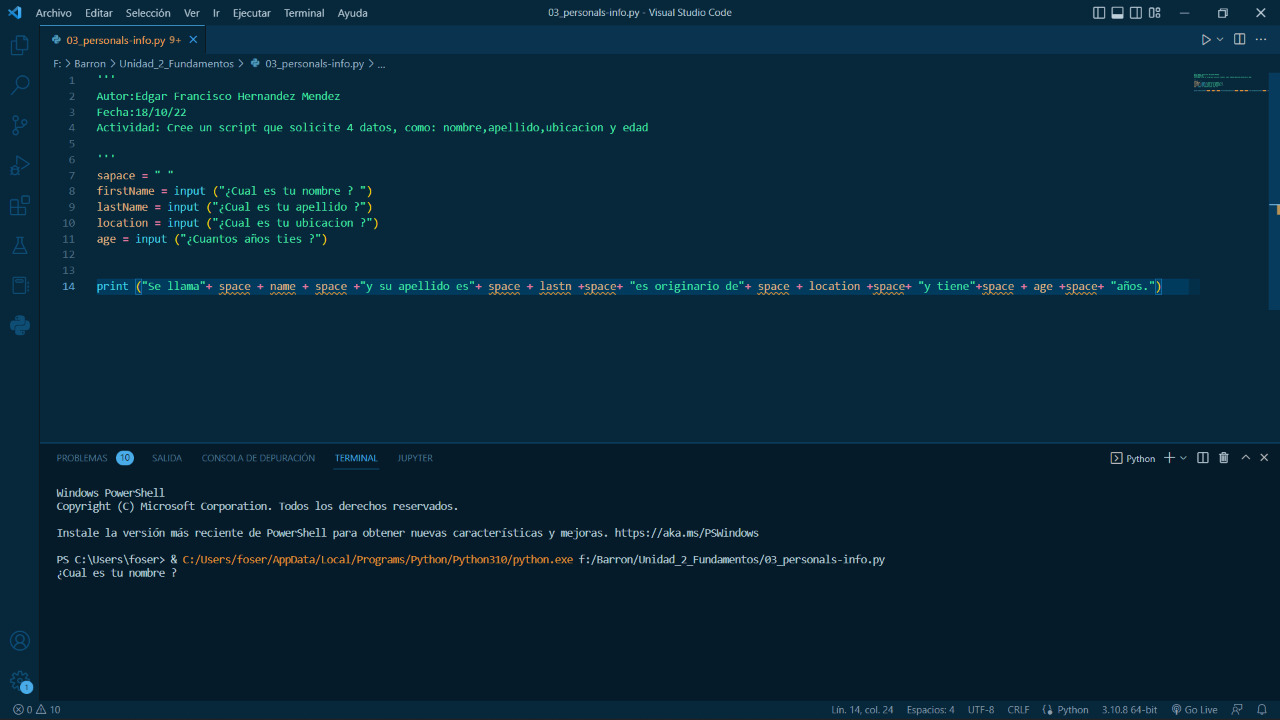 Archivo Editar Selección Ver Ir Ejecutar Terminal Ayuda 03_personals-info.py - Visual Studio Code
03_personals-info.py 9+
F: > Barron > Unidad_2_Fundamentos > 03_personals-info.py > ...
1 '''
2 Autor:Edgar Francisco Hernandez Mendez
3 Fecha:18/10/22
4 Actividad: Cree un script que solicite 4 datos, como: nombre,apellido,ubicacion y edad
5
6 '''
7 sapace = " "
8 firstName = input ("¿Cual es tu nombre ? ")
9 lastName = input ("¿Cual es tu apellido ?")
10 location = input ("¿Cual es tu ubicacion ?")
11 age = input ("¿Cuantos años ties ?")
12
13
14 print ("Se llama"+ space + name + space +"y su apellido es"+ space + lastn +space+ "es originario de"+ space + location +space+ "y tiene"+space + age +space+ "años.")
PROBLEMAS 10 SALIDA CONSOLA DE DEPURACIÓN TERMINAL JUPYTER Python
Windows PowerShell
Copyright (C) Microsoft Corporation. Todos los derechos reservados.
Instale la versión más reciente de PowerShell para obtener nuevas características y mejoras. https://aka.ms/PSWindows
PS C:\Users\foser> & C:/Users/foser/AppData/Local/Programs/Python/Python310/python.exe f:/Barron/Unidad_2_Fundamentos/03_personals-info.py
¿Cual es tu nombre ?
1
0 10 Lín. 14, col. 24 Espacios: 4 UTF-8 CRLF Python 3.10.8 64-bit Go Live